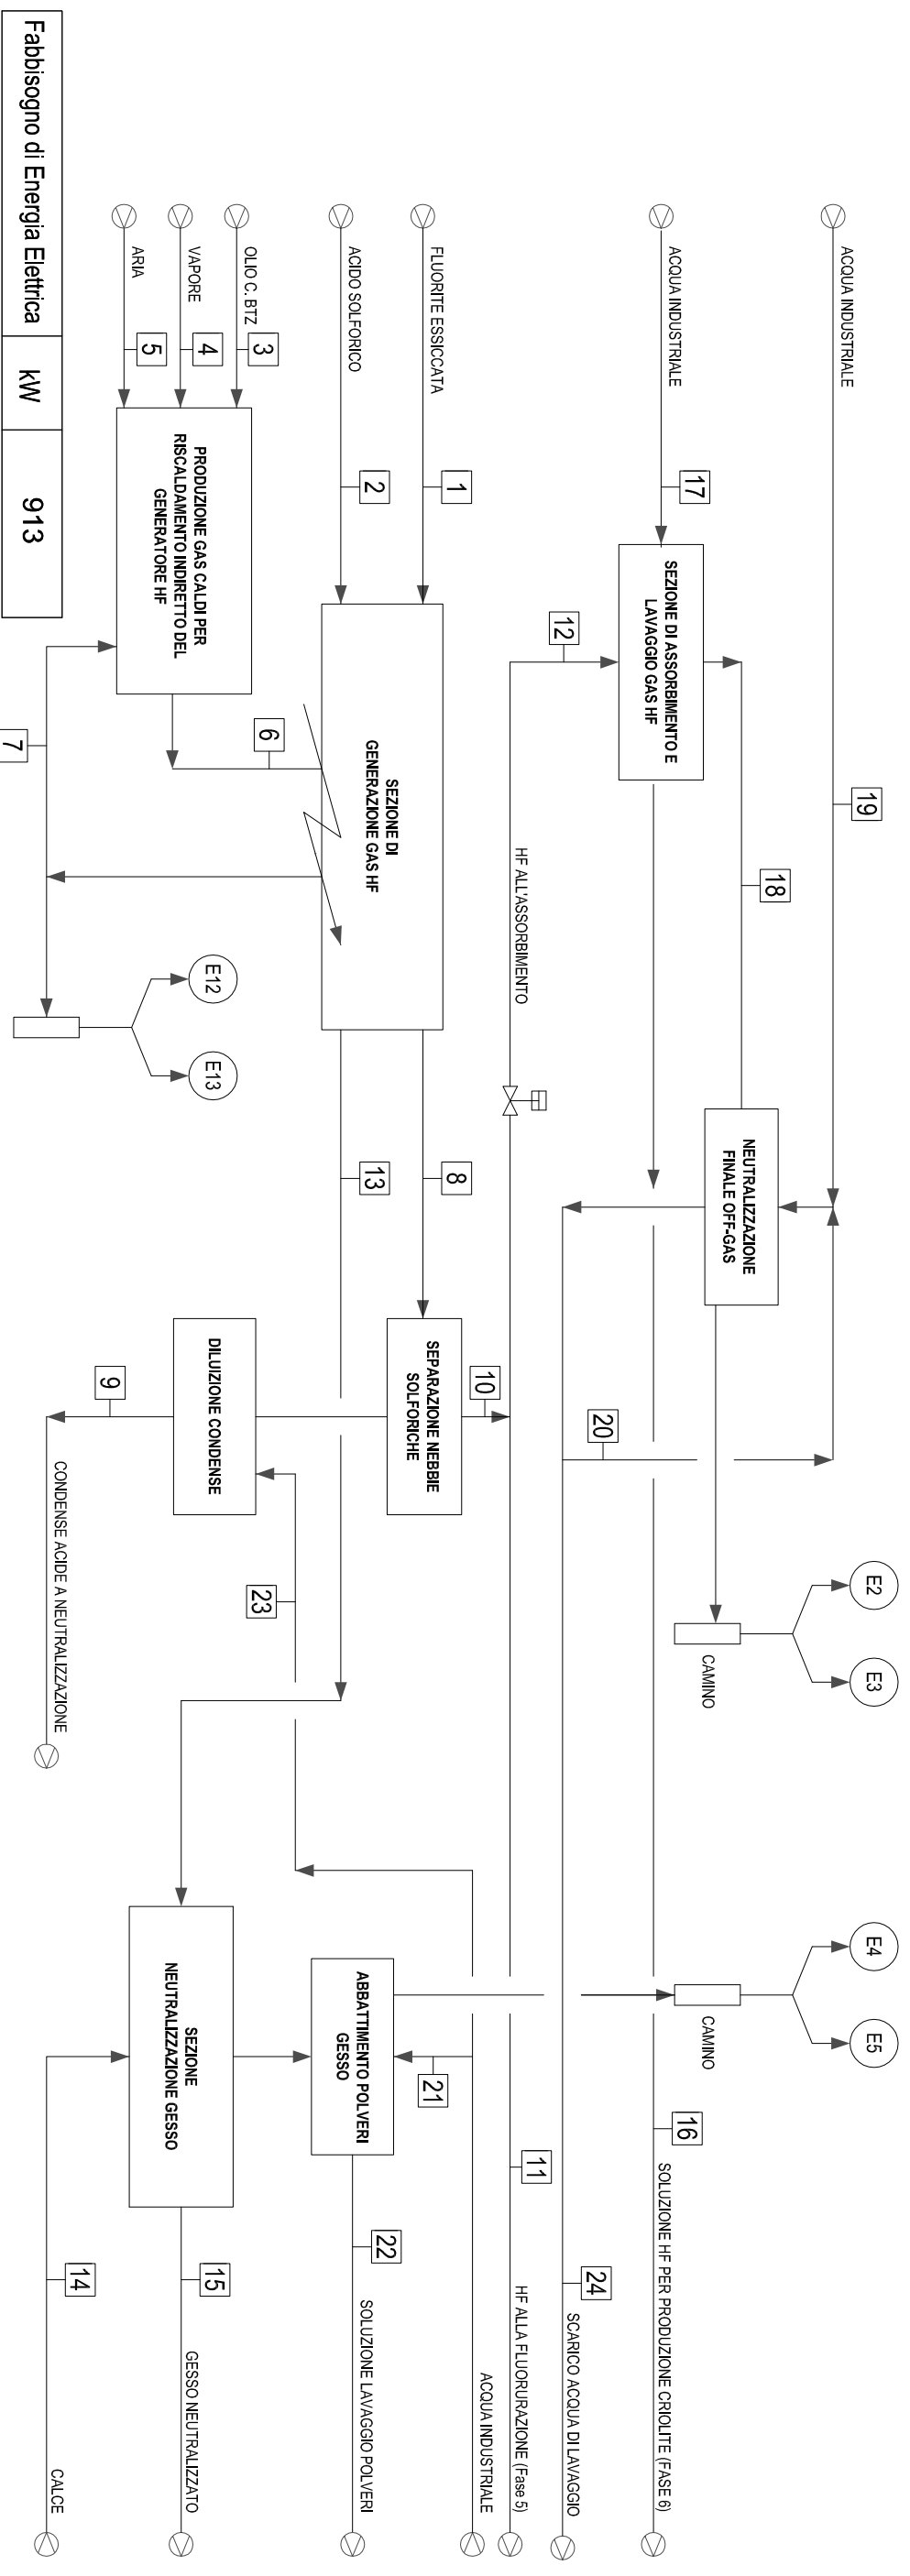 ACQUA INDUSTRIALE
19
E2
E3
E4
E5
ACQUA INDUSTRIALE
17
SEZIONE DI ASSORBIMENTO E
LAVAGGIO GAS HF
18
NEUTRALIZZAZIONE
FINALE OFF-GAS
CAMINO
CAMINO
16
SOLUZIONE HF PER PRODUZIONE CRIOLITE (FASE 6)
12
20
24
SCARICO ACQUA DI LAVAGGIO
HF ALL'ASSORBIMENTO
10
11
HF ALLA FLUORURAZIONE (Fase 5)
FLUORITE ESSICCATA
1
8
ACIDO SOLFORICO
2
SEZIONE DI
GENERAZIONE GAS HF
13
SEPARAZIONE NEBBIE
SOLFORICHE
21
ACQUA INDUSTRIALE
ABBATTIMENTO POLVERI
GESSO
22
SOLUZIONE LAVAGGIO POLVERI
OLIO C. BTZ
3
VAPORE
4
ARIA
5
PRODUZIONE GAS CALDI PER
RISCALDAMENTO INDIRETTO DEL
GENERATORE HF
6
E12
E13
DILUIZIONE CONDENSE
23
SEZIONE
NEUTRALIZZAZIONE GESSO
15
GESSO NEUTRALIZZATO
9
CONDENSE ACIDE A NEUTRALIZZAZIONE
14
CALCE
7
Fabbisogno di Energia Elettrica kW 913